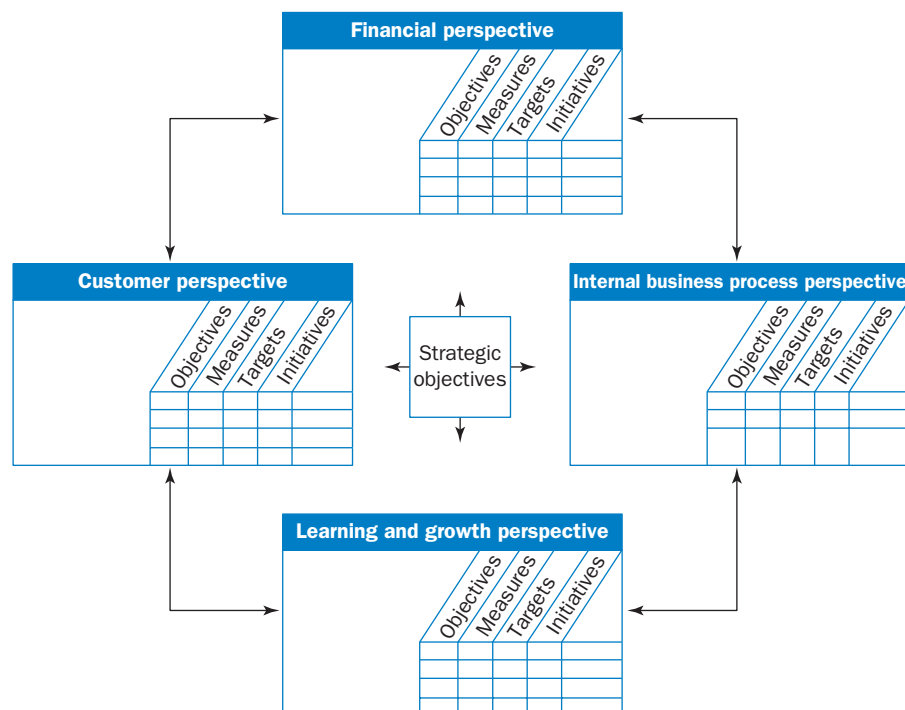 Financial perspective
Objectives
Measures
Targets
Initiatives
Customer perspective
Objectives
Measures
Targets
Initiatives
Strategic
objectives
Internal business process perspective
Objectives
Measures
Targets
Initiatives
Learning and growth perspective
Objectives
Measures
Targets
Initiatives